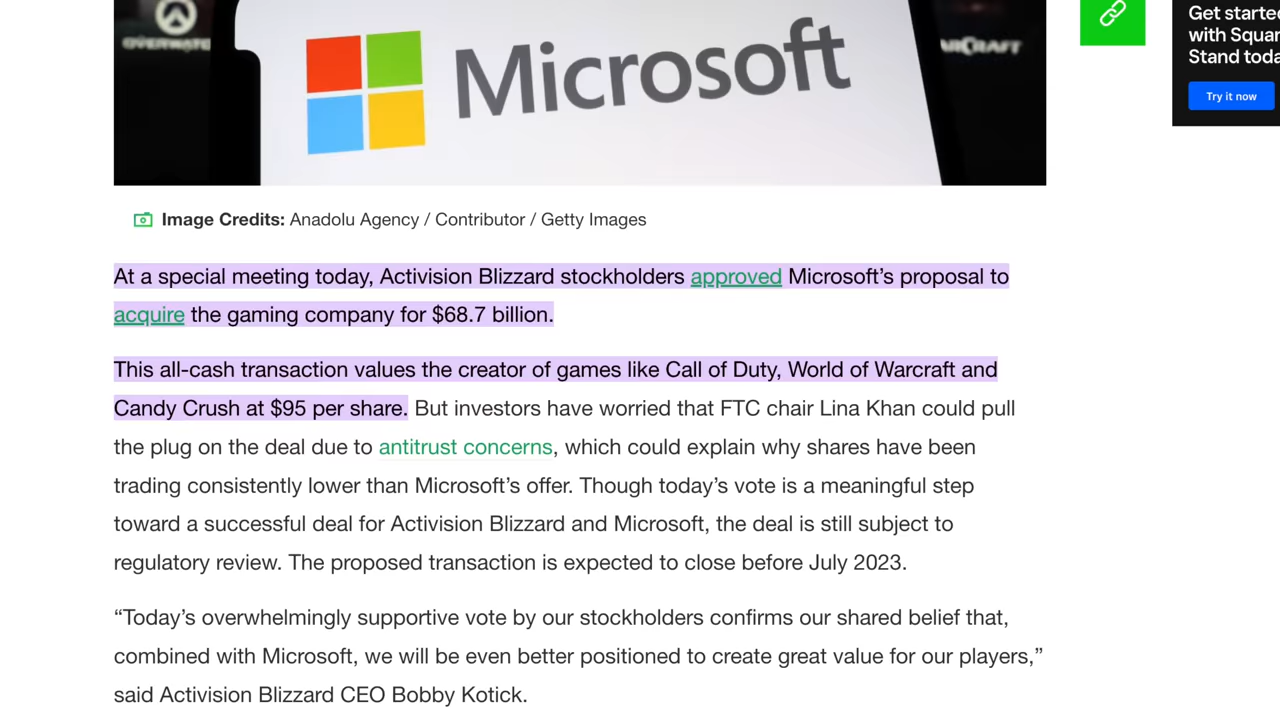 OVERWATCH
Microsoft
WARCRAFT
Get started
with Square
Stand today
Try it now
Image Credits: Anadolu Agency / Contributor / Getty Images
At a special meeting today, Activision Blizzard stockholders approved Microsoft’s proposal to
acquire the gaming company for $68.7 billion.
This all-cash transaction values the creator of games like Call of Duty, World of Warcraft and
Candy Crush at $95 per share. But investors have worried that FTC chair Lina Khan could pull
the plug on the deal due to antitrust concerns, which could explain why shares have been
trading consistently lower than Microsoft’s offer. Though today’s vote is a meaningful step
toward a successful deal for Activision Blizzard and Microsoft, the deal is still subject to
regulatory review. The proposed transaction is expected to close before July 2023.
“Today’s overwhelmingly supportive vote by our stockholders confirms our shared belief that,
combined with Microsoft, we will be even better positioned to create great value for our players,”
said Activision Blizzard CEO Bobby Kotick.